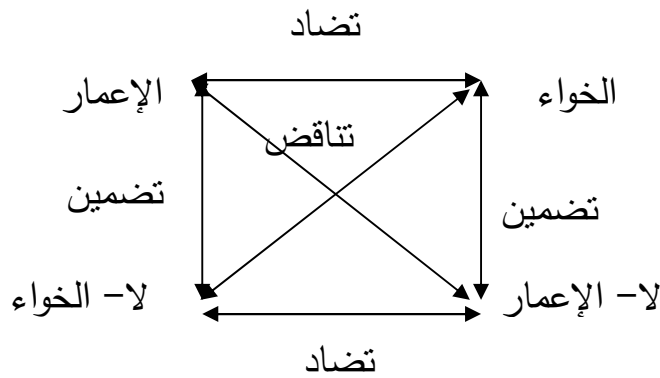 تضاد
الخواء
الإعمار
تناقض
تضمين
تضمين
لا– الإعمار
لا– الخواء
تضاد